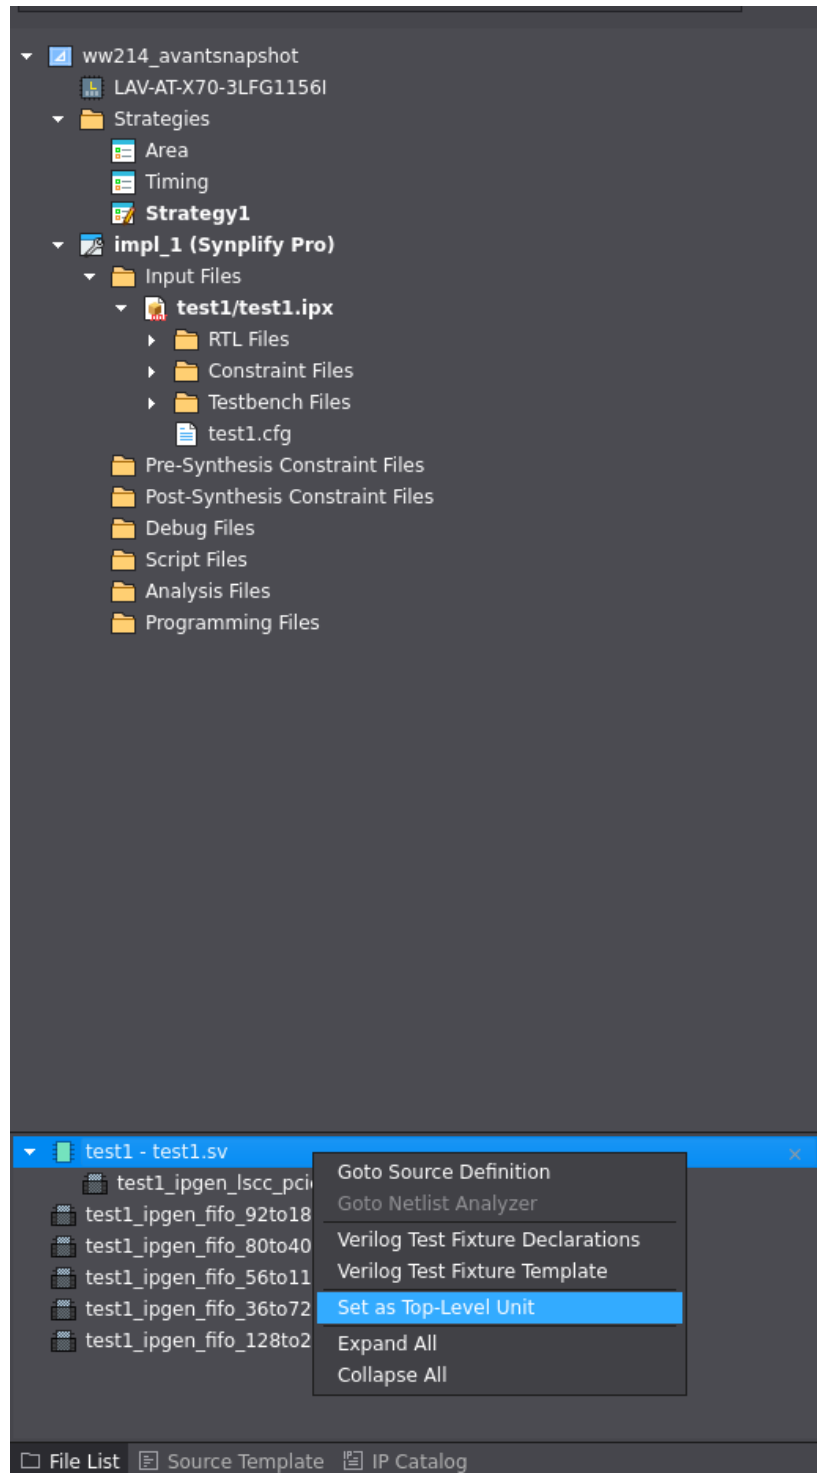 ww214_avantsnapshot
LAV-AT-X70-3LFG1156I
Strategies
Area
Timing
Strategy1
impl_1 (Synplify Pro)
Input Files
test1/test1.ipx
RTL Files
Constraint Files
Testbench Files
test1.cfg
Pre-Synthesis Constraint Files
Post-Synthesis Constraint Files
Debug Files
Script Files
Analysis Files
Programming Files
test1 - test1.sv
test1_ipgen_lscc_pci
test1_ipgen_fifo_92to18
test1_ipgen_fifo_80to40
test1_ipgen_fifo_56to11
test1_ipgen_fifo_36to72
test1_ipgen_fifo_128to2
Goto Source Definition
Goto Netlist Analyzer
Verilog Test Fixture Declarations
Verilog Test Fixture Template
Set as Top-Level Unit
Expand All
Collapse All
File List Source Template IP Catalog